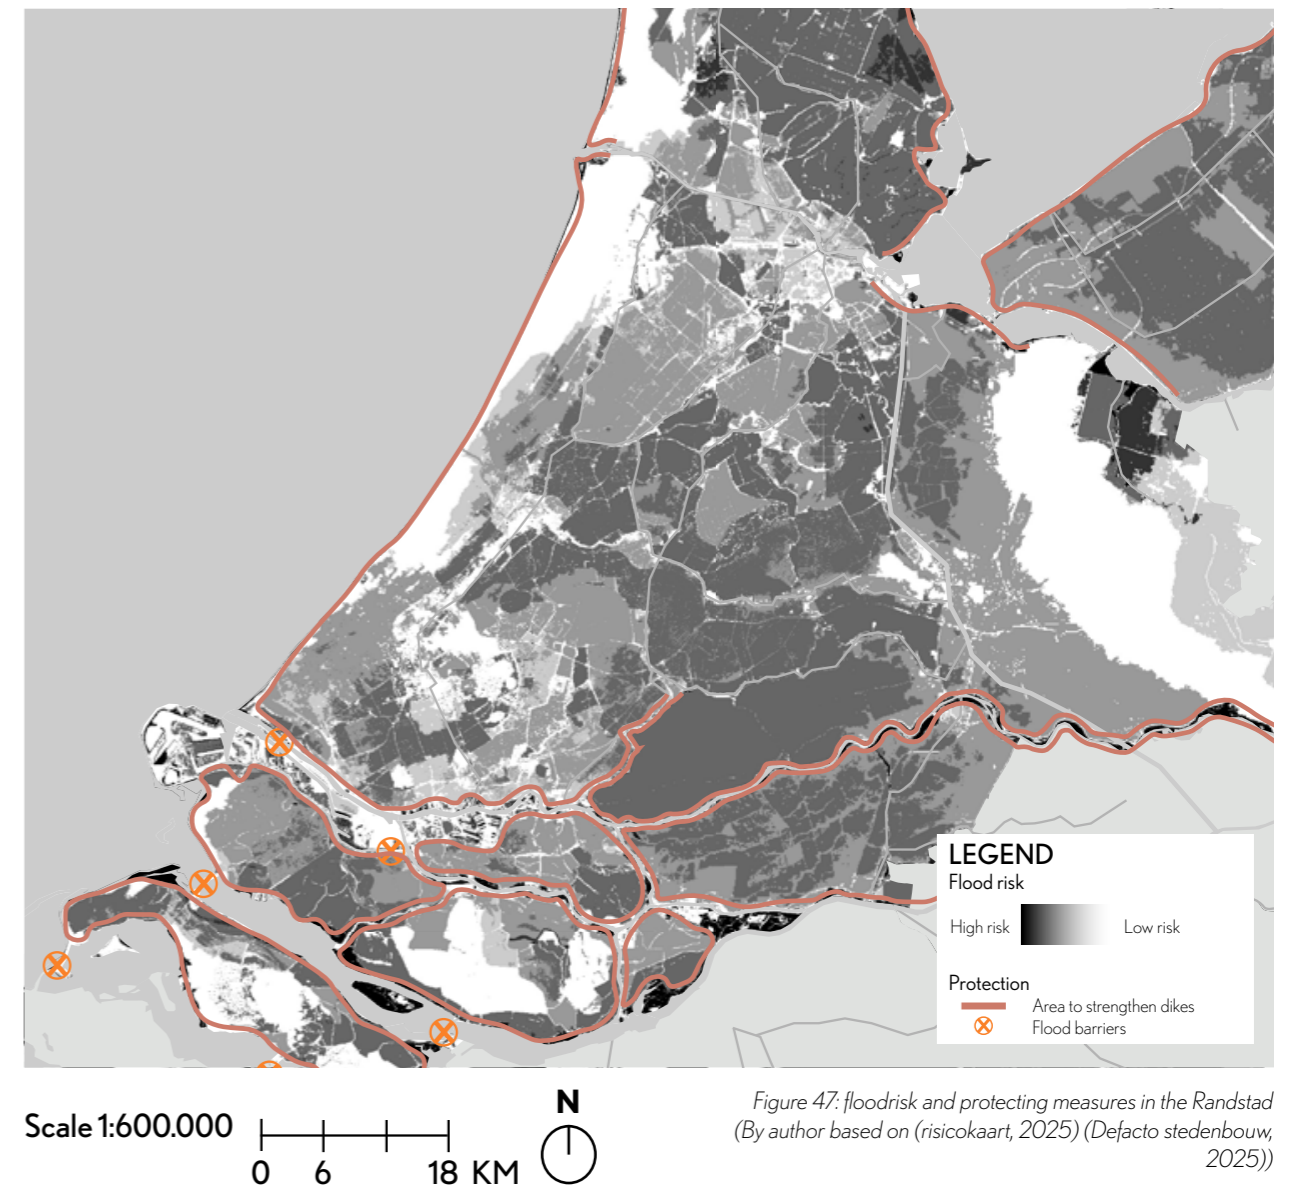 LEGEND
Flood risk
High risk
Low risk
Protection
Area to strengthen dikes
Flood barriers
Scale 1:600.000
0 6 18 KM
N
Figure 47: floodrisk and protecting measures in the Randstad
(By author based on (risicokaart, 2025) (Defacto stedenbouw,
2025))